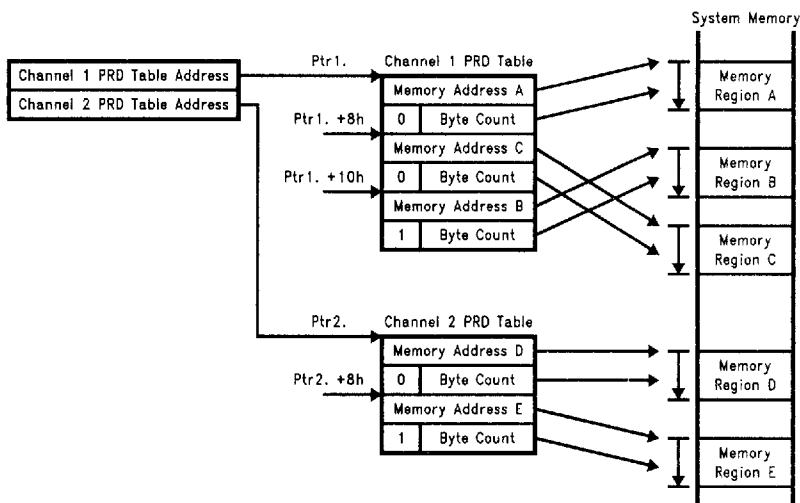 System Memory
Ptr1. Channel 1 PRD Table
Channel 1 PRD Table Address
Channel 2 PRD Table Address
Memory Address A
Ptr1. +8h
0 Byte Count
Memory Address C
Ptr1. +10h
0 Byte Count
Memory Address B
1 Byte Count
Memory
Region A
Memory
Region B
Memory
Region C
Ptr2. Channel 2 PRD Table
Memory Address D
Ptr2. +8h
0 Byte Count
Memory Address E
1 Byte Count
Memory
Region D
Memory
Region E